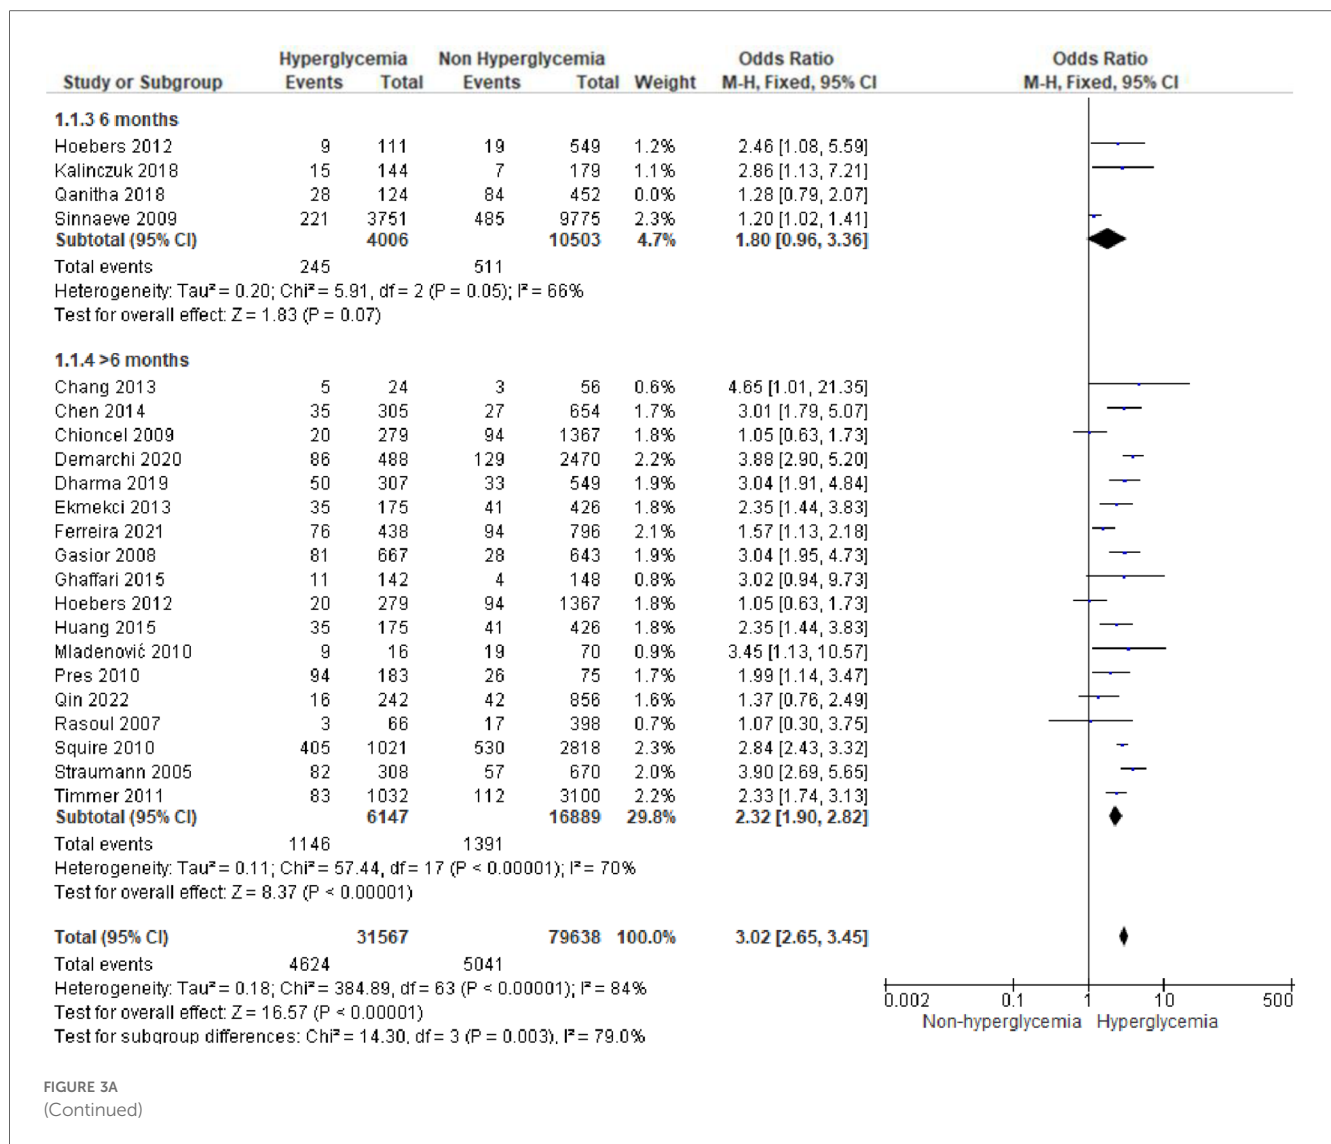 Hyperglycemia Non Hyperglycemia Odds Ratio Odds Ratio
Study or Subgroup Events Total Events Total Weight M-H, Fixed, 95% CI M-H, Fixed, 95% CI
1.1.3 6 months
Hoebers 2012 9 111 19 549 1.2% 2.46 [1.08, 5.59]
Kalinczuk 2018 15 144 7 179 1.1% 2.86 [1.13, 7.21]
Qanitha 2018 28 124 84 452 0.0% 1.28 [0.79, 2.07]
Sinnaeve 2009 221 3751 485 9775 2.3% 1.20 [1.02, 1.41]
Subtotal (95% CI) 4006 10503 4.7% 1.80 [0.96, 3.36]
Total events 245 511
Heterogeneity: Tau² = 0.20; Chi² = 5.91, df = 2 (P = 0.05); I² = 66%
Test for overall effect: Z = 1.83 (P = 0.07)
1.1.4 >6 months
Chang 2013 5 24 3 56 0.6% 4.65 [1.01, 21.35]
Chen 2014 35 305 27 654 1.7% 3.01 [1.79, 5.07]
Chioncel 2009 20 279 94 1367 1.8% 1.05 [0.63, 1.73]
Demarchi 2020 86 488 129 2470 2.2% 3.88 [2.90, 5.20]
Dharma 2019 50 307 33 549 1.9% 3.04 [1.91, 4.84]
Ekmekci 2013 35 175 41 426 1.8% 2.35 [1.44, 3.83]
Ferreira 2021 76 438 94 796 2.1% 1.57 [1.13, 2.18]
Gasior 2008 81 667 28 643 1.9% 3.04 [1.95, 4.73]
Ghaffari 2015 11 142 4 148 0.8% 3.02 [0.94, 9.73]
Hoebers 2012 20 279 94 1367 1.8% 1.05 [0.63, 1.73]
Huang 2015 35 175 41 426 1.8% 2.35 [1.44, 3.83]
Mladenović 2010 9 16 19 70 0.9% 3.45 [1.13, 10.57]
Pres 2010 94 183 26 75 1.7% 1.99 [1.14, 3.47]
Qin 2022 16 242 42 856 1.6% 1.37 [0.76, 2.49]
Rasoul 2007 3 66 17 398 0.7% 1.07 [0.30, 3.75]
Squire 2010 405 1021 530 2818 2.3% 2.84 [2.43, 3.32]
Straumann 2005 82 308 57 670 2.0% 3.90 [2.69, 5.65]
Timmer 2011 83 1032 112 3100 2.2% 2.33 [1.74, 3.13]
Subtotal (95% CI) 6147 16889 29.8% 2.32 [1.90, 2.82]
Total events 1146 1391
Heterogeneity: Tau² = 0.11; Chi² = 57.44, df = 17 (P < 0.00001); I² = 70%
Test for overall effect: Z = 8.37 (P < 0.00001)
Total (95% CI) 31567 79638 100.0% 3.02 [2.65, 3.45]
Total events 4624 5041
Heterogeneity: Tau² = 0.18; Chi² = 384.89, df = 63 (P < 0.00001); I² = 84%
Test for overall effect: Z = 16.57 (P < 0.00001)
Test for subgroup differences: Chi² = 14.30, df = 3 (P = 0.003), I² = 79.0%
0.002 0.1 1 10 500
Non-hyperglycemia Hyperglycemia
FIGURE 3A
(Continued)